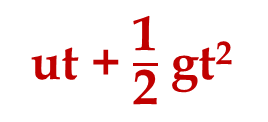 ut + 1/2 gt²